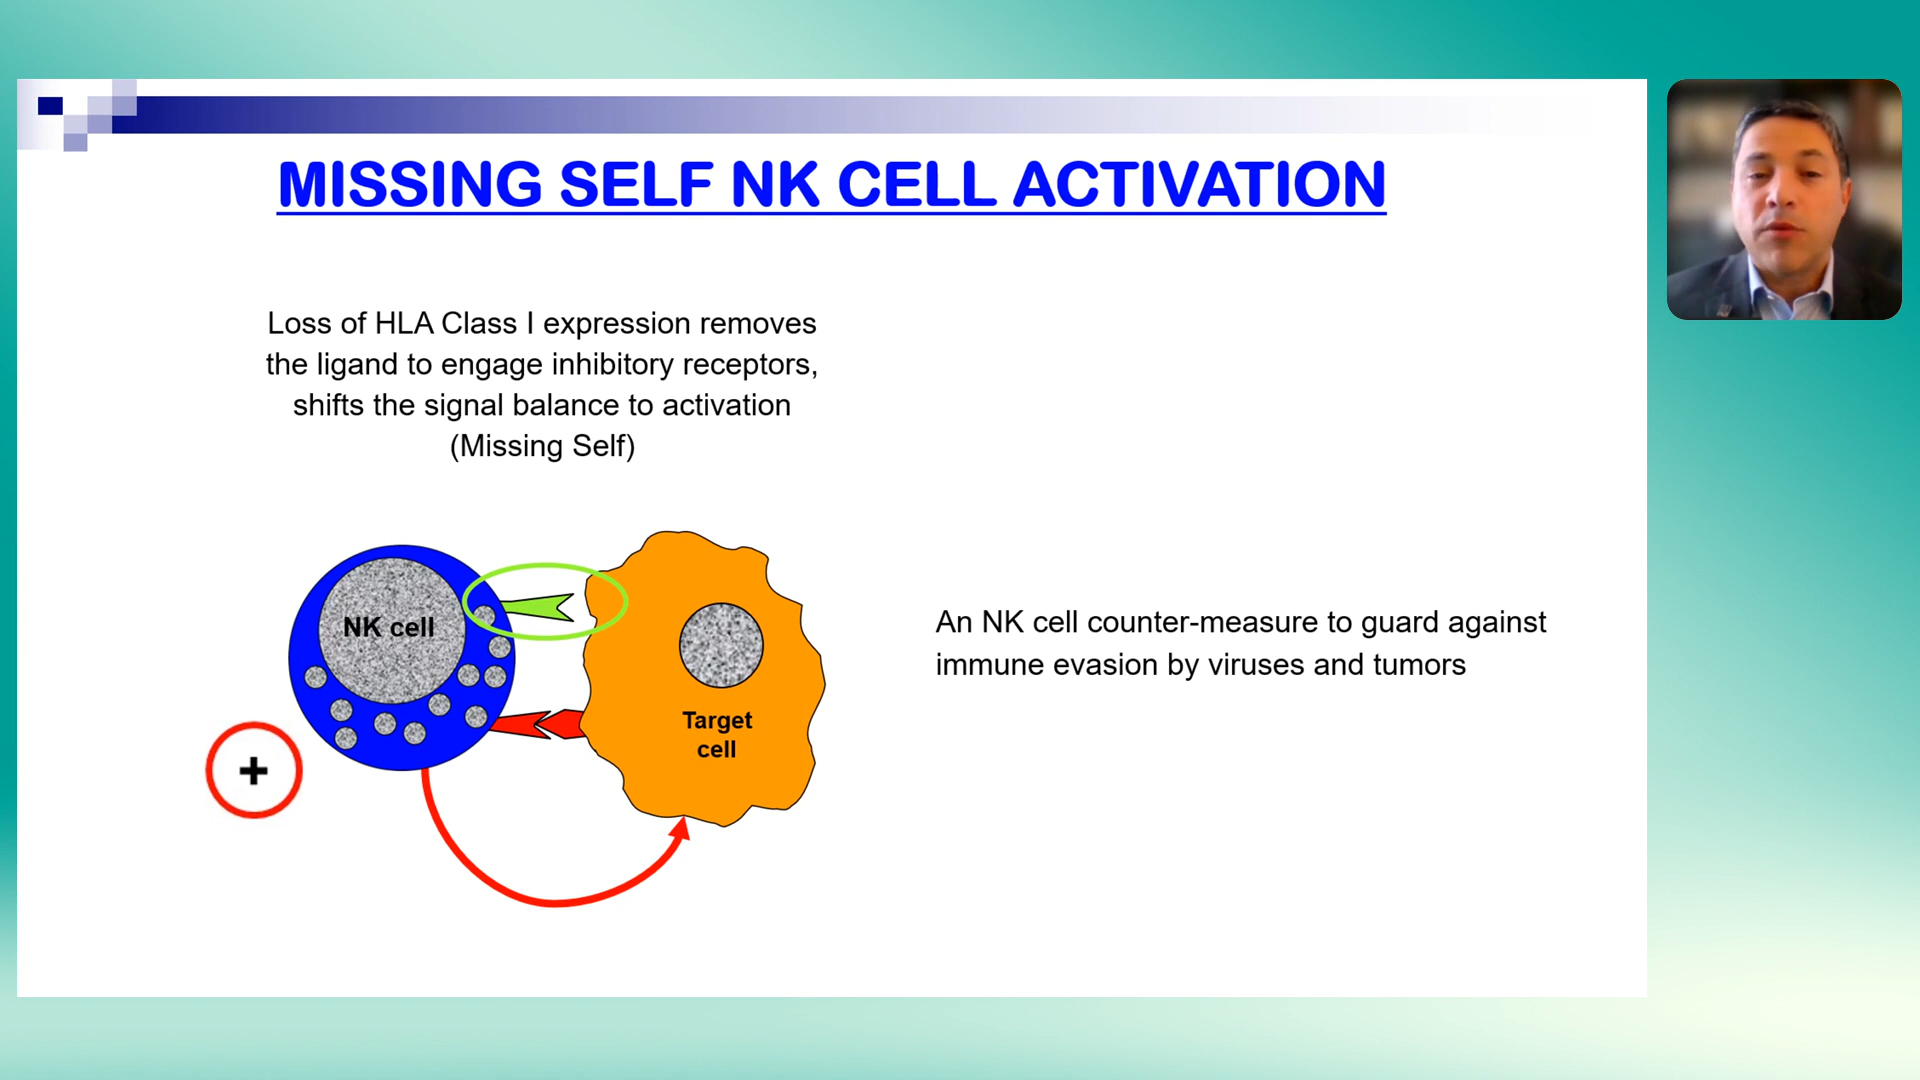 MISSING SELF NK CELL ACTIVATION
Loss of HLA Class I expression removes
the ligand to engage inhibitory receptors,
shifts the signal balance to activation
(Missing Self)
NK cell
An NK cell counter-measure to guard against
immune evasion by viruses and tumors
Target
cell
+